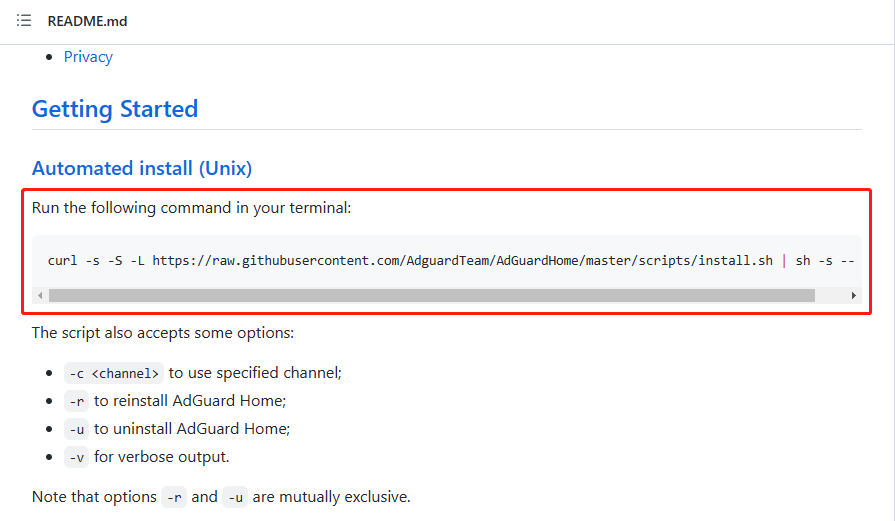 README.md
Privacy
Getting Started
Automated install (Unix)
Run the following command in your terminal:
curl -s -S -L https://raw.githubusercontent.com/AdguardTeam/AdGuardHome/master/scripts/install.sh | sh -s --
The script also accepts some options:
-c <channel> to use specified channel;
-r to reinstall AdGuard Home;
-u to uninstall AdGuard Home;
-v for verbose output.
Note that options -r and -u are mutually exclusive.